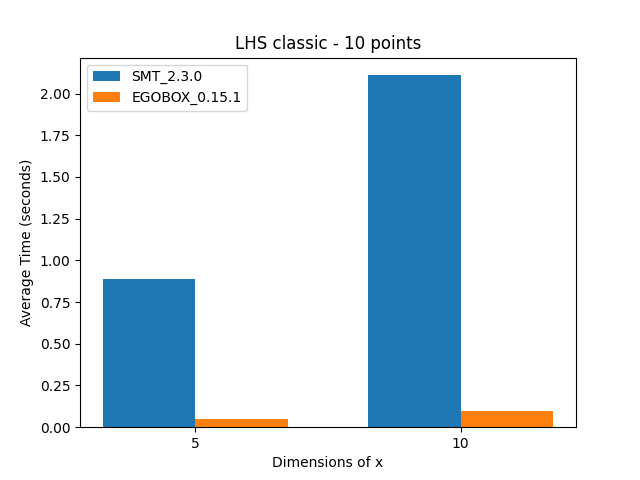 LHS classic - 10 points
SMT_2.3.0
EGOBOX_0.15.1
Average Time (seconds)
2.00
1.75
1.50
1.25
1.00
0.75
0.50
0.25
0.00
5
10
Dimensions of x